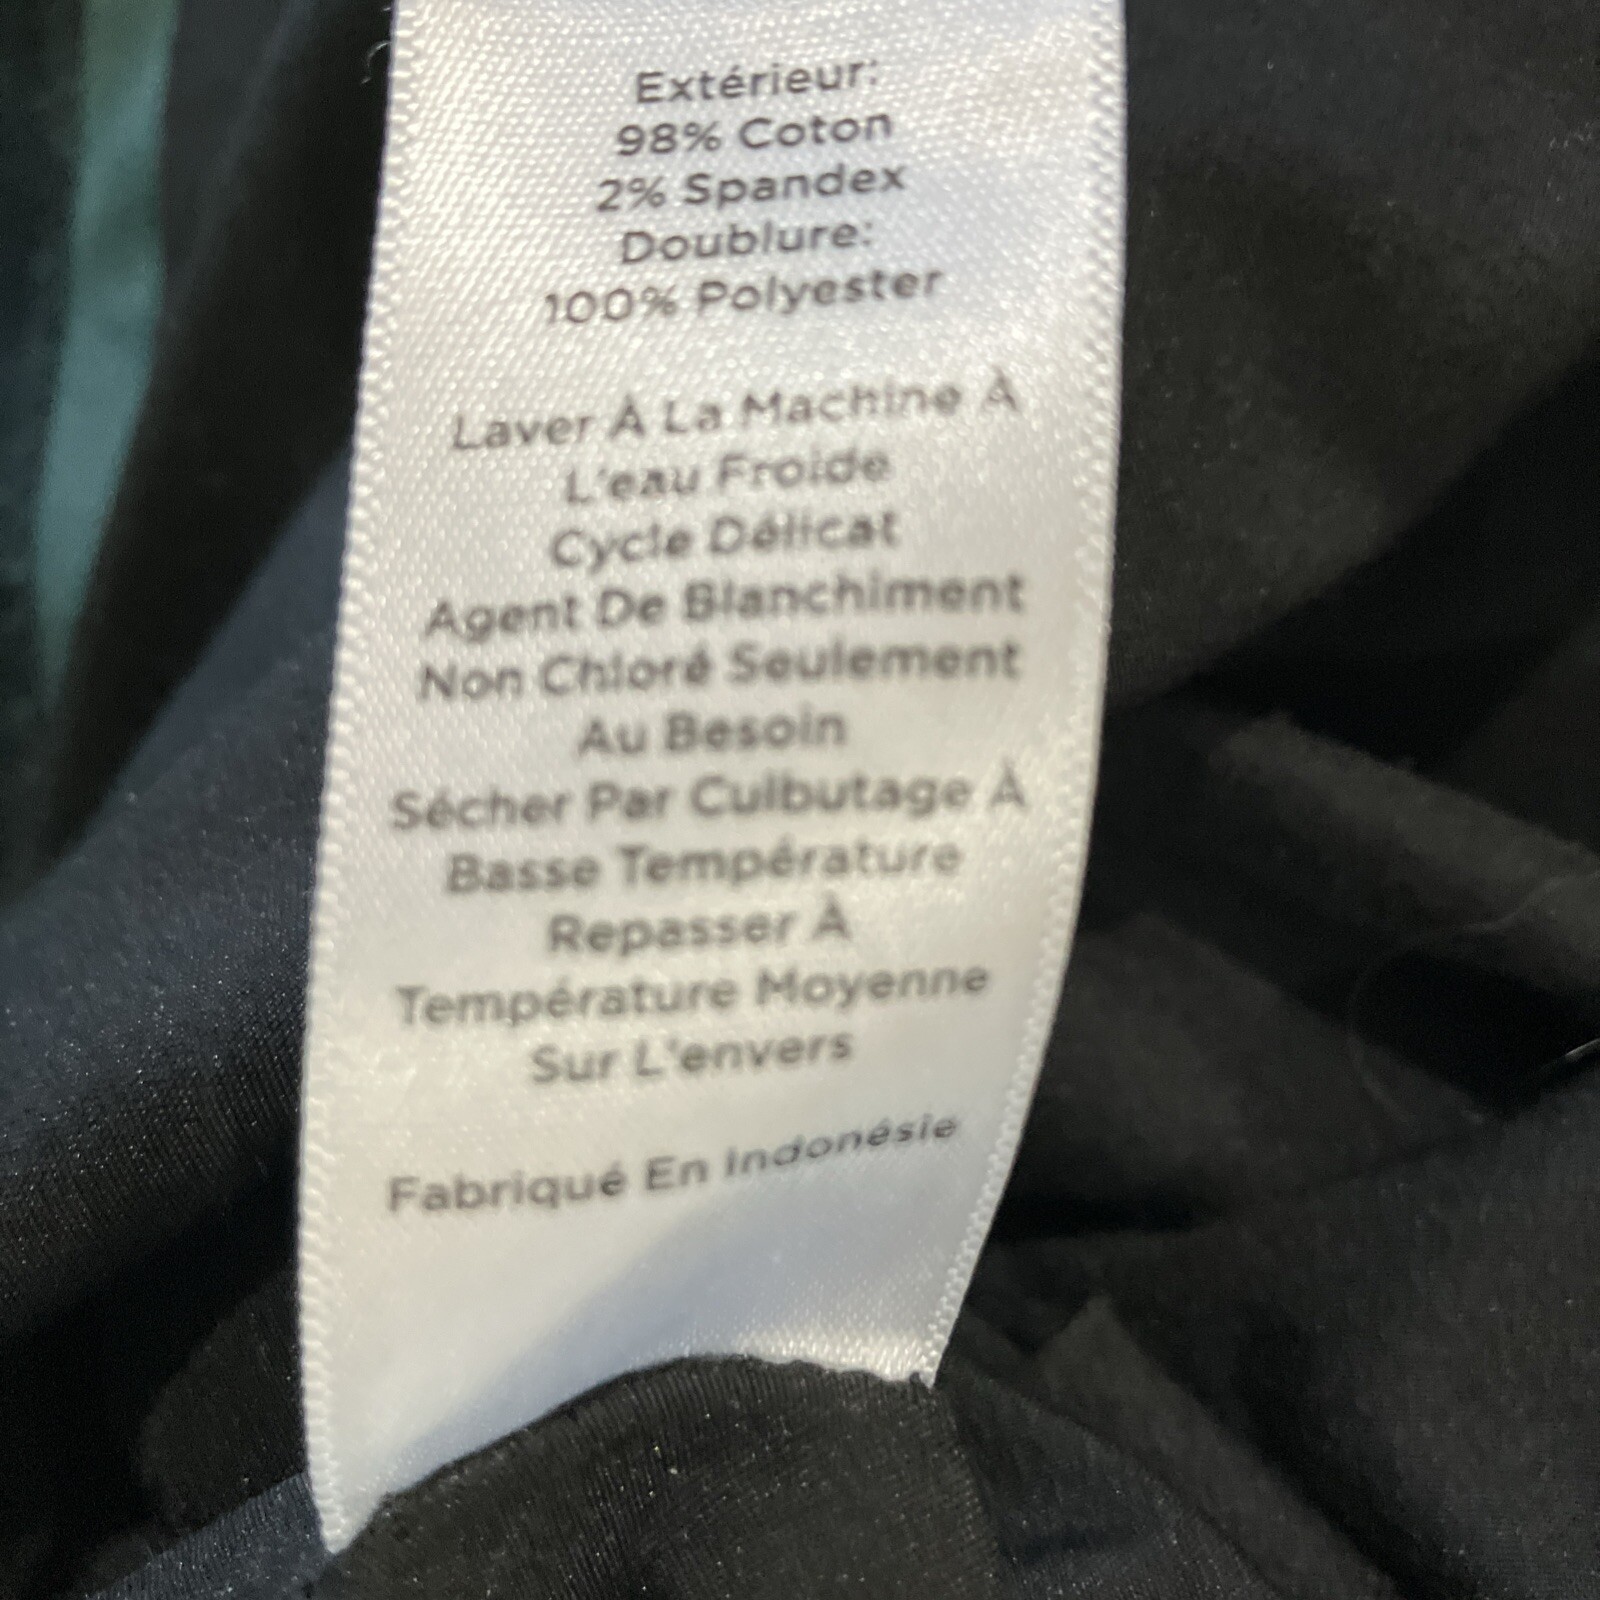 Extérieur:
98% Coton
2% Spandex
Doublure:
100% Polyester
Laver À La Machine À
L'eau Froide
Cycle Délicat
Agent De Blanchiment
Non Chloré Seulement
Au Besoin
Sécher Par Culbutage À
Basse Température
Repasser À
Température Moyenne
Sur L'envers
Fabriqué En Indonésie